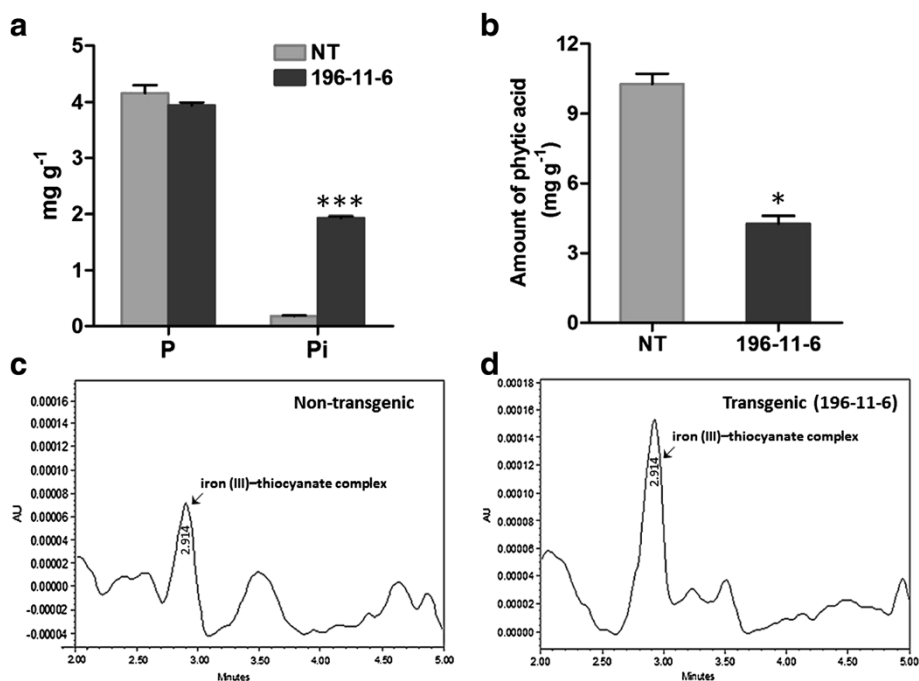 a
5
4
3
2
1
0
mg g⁻¹
NT
196-11-6
***
P
Pi
b
12
9
6
3
0
Amount of phytic acid
(mg g⁻¹)
*
NT
196-11-6
c
Non-transgenic
0.00016
0.00014
0.00012
0.00010
0.00008
0.00006
0.00004
0.00002
0.00000
-0.00002
-0.00004
AU
iron (III)–thiocyanate complex
2.914
2.00
3.00
3.50
4.00
4.50
5.00
Minutes
d
Transgenic (196-11-6)
0.00018
0.00016
0.00014
0.00012
0.00010
0.00008
0.00006
0.00004
0.00002
0.00000
AU
iron (III)–thiocyanate complex
2.914
2.00
2.50
3.00
3.50
4.00
4.50
5.00
Minutes